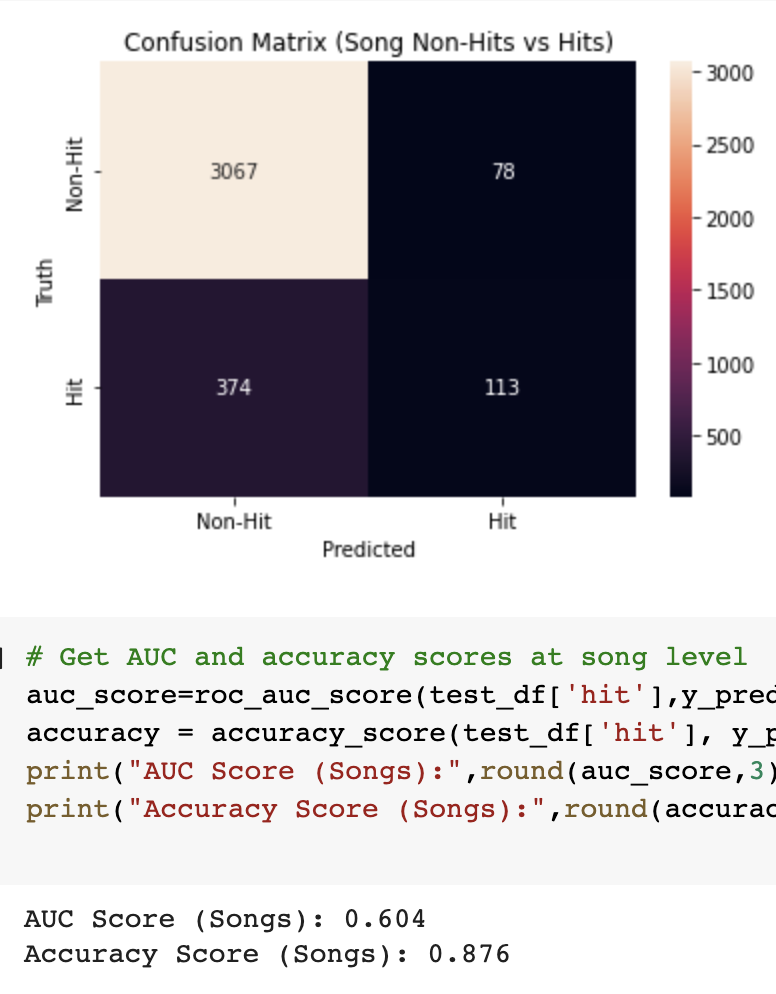 Confusion Matrix (Song Non-Hits vs Hits)
3000
2500
2000
1500
1000
500
Truth
Non-Hit
Hit
3067
78
374
113
Non-Hit
Hit
Predicted
# Get AUC and accuracy scores at song level
auc_score=roc_auc_score(test_df['hit'],y_pred
accuracy = accuracy_score(test_df['hit'], y_p
print("AUC Score (Songs):",round(auc_score,3)
print("Accuracy Score (Songs):",round(accurac
AUC Score (Songs): 0.604
Accuracy Score (Songs): 0.876